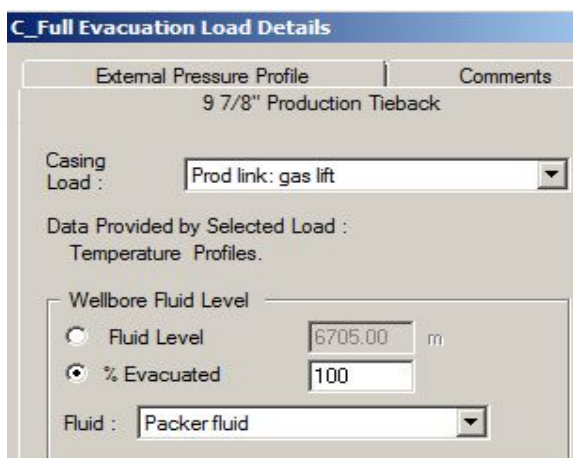 C_Full Evacuation Load Details
External Pressure Profile Comments
9 7/8" Production Tieback
Casing
Load : Prod link: gas lift
Data Provided by Selected Load :
Temperature Profiles.
Wellbore Fluid Level
Fluid Level 6705.00 m
% Evacuated 100
Fluid : Packer fluid